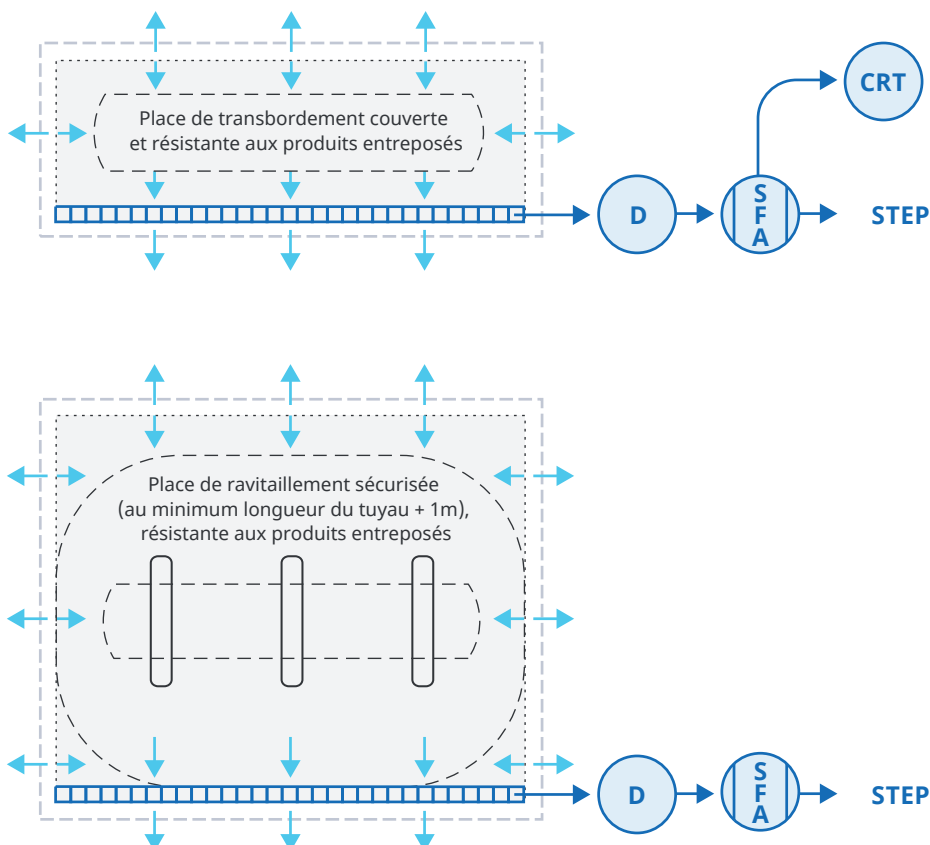 CRT
Place de transbordement couverte
et résistante aux produits entreposés
D
S
F
A
STEP
Place de ravitaillement sécurisée
(au minimum longueur du tuyau + 1m),
résistante aux produits entreposés
D
S
F
A
STEP